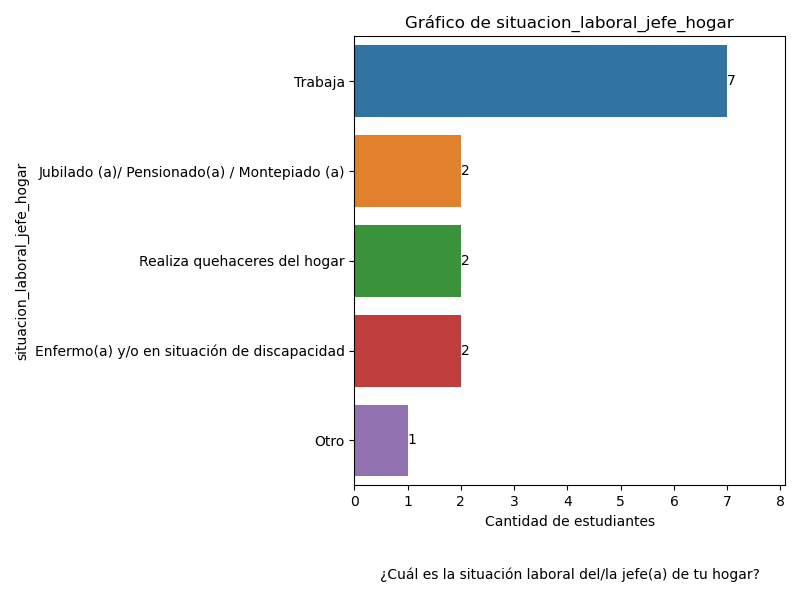 Gráfico de situacion_laboral_jefe_hogar
situacion_laboral_jefe_hogar
Trabaja
7
Jubilado (a)/ Pensionado(a) / Montepiado (a)
2
Realiza quehaceres del hogar
2
Enfermo(a) y/o en situación de discapacidad
2
Otro
1
0 1 2 3 4 5 6 7 8
Cantidad de estudiantes
¿Cuál es la situación laboral del/la jefe(a) de tu hogar?